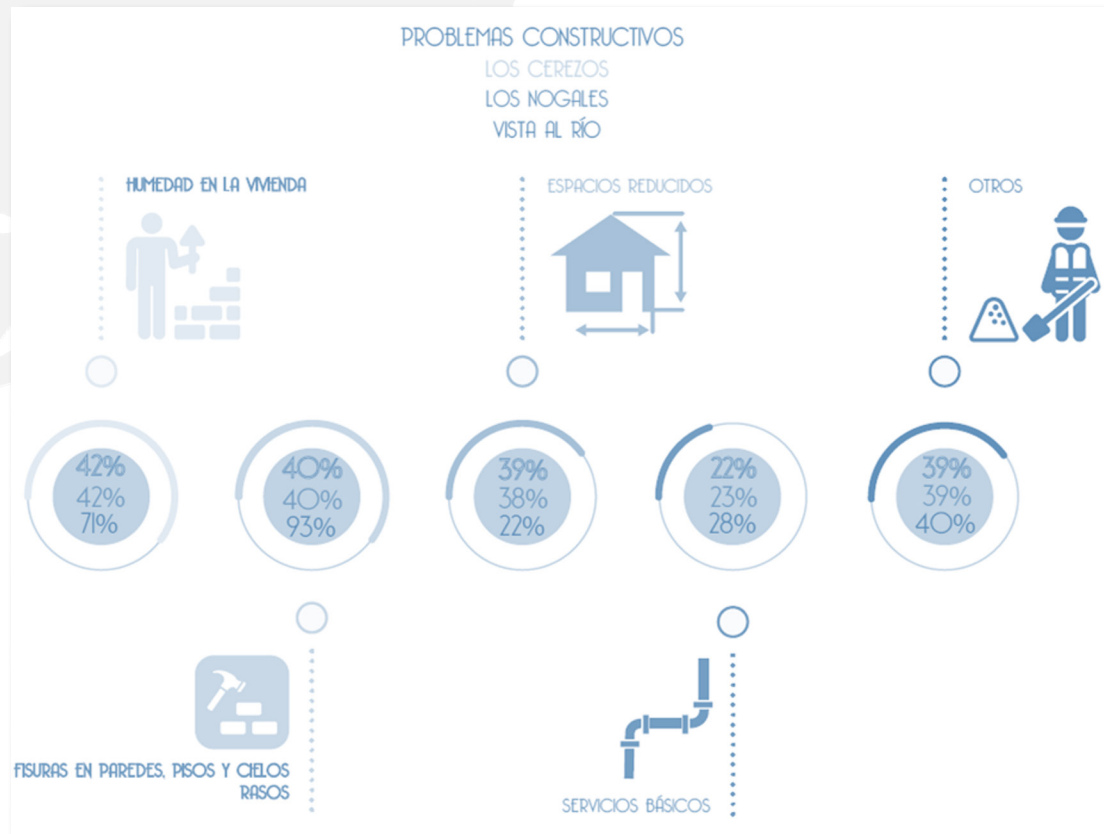 PROBLEMAS CONSTRUCTIVOS
LOS CEREZOS
LOS NOGALES
VISTA AL RÍO
HUMEDAD EN LA VIVIENDA
ESPACIOS REDUCIDOS
OTROS
42%
42%
71%
40%
40%
93%
39%
38%
22%
22%
23%
28%
39%
39%
40%
FISURAS EN PAREDES, PISOS Y CIELOS
RASOS
SERVICIOS BÁSICOS